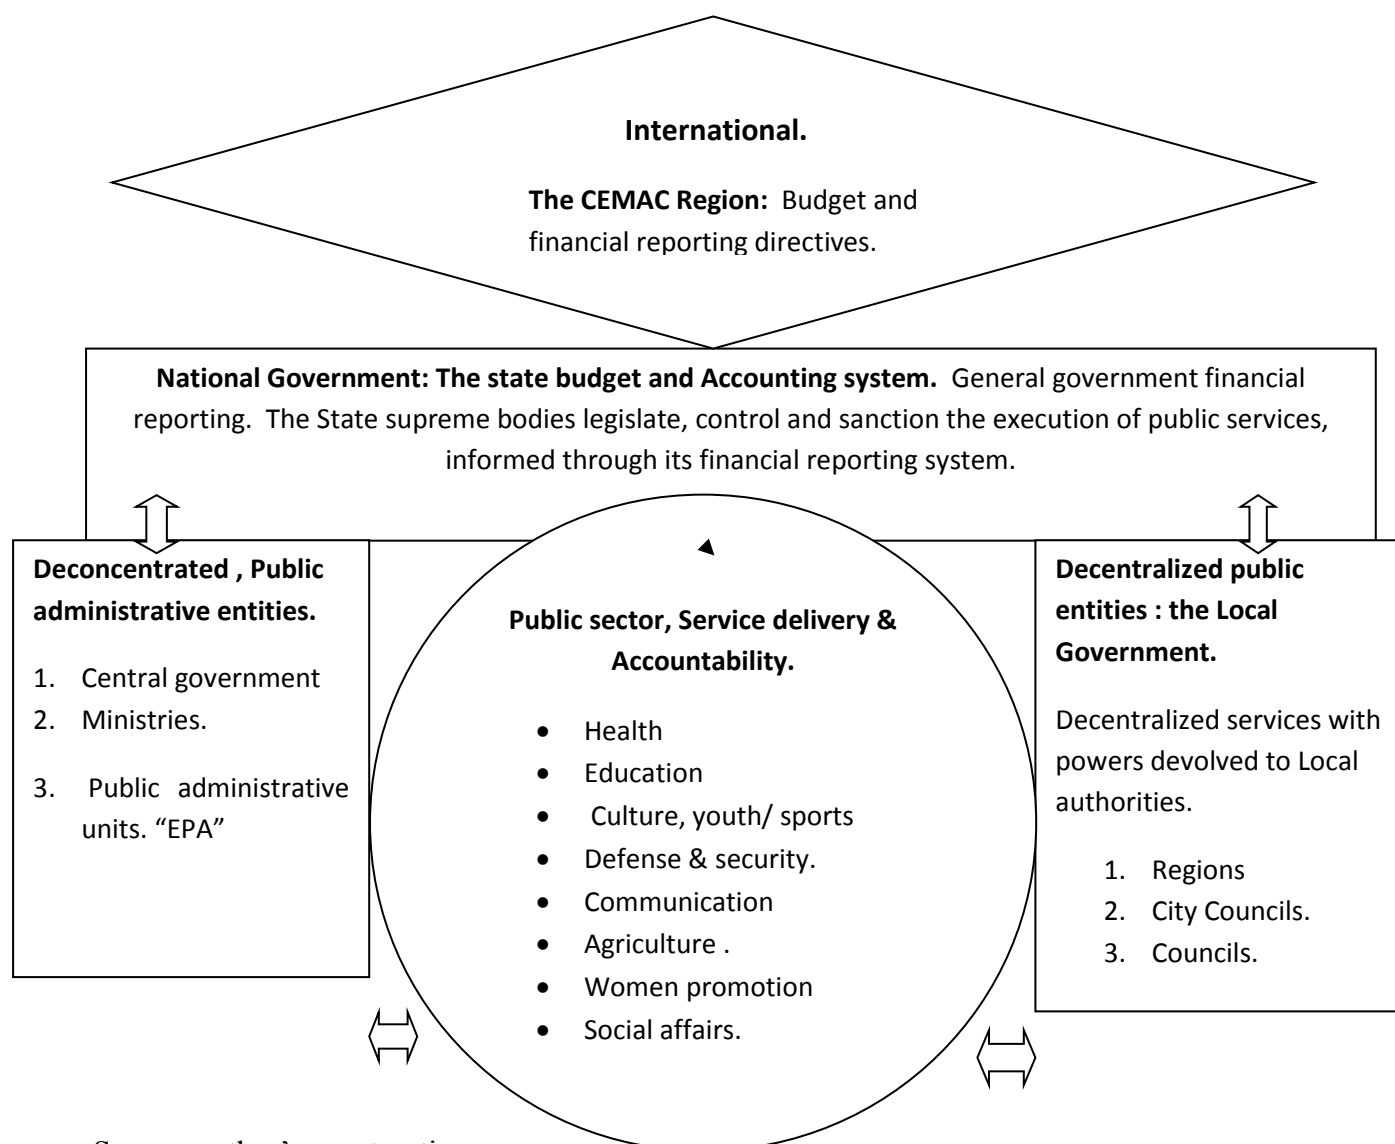 International.
The CEMAC Region: Budget and
financial reporting directives.
National Government: The state budget and Accounting system. General government financial
reporting. The State supreme bodies legislate, control and sanction the execution of public services,
informed through its financial reporting system.
Deconcentrated , Public
administrative entities.
1. Central government
2. Ministries.
3. Public administrative
units. “EPA”
Public sector, Service delivery &
Accountability.
• Health
• Education
• Culture, youth/ sports
• Defense & security.
• Communication
• Agriculture .
• Women promotion
• Social affairs.
Decentralized public
entities : the Local
Government.
Decentralized services with
powers devolved to Local
authorities.
1. Regions
2. City Councils.
3. Councils.